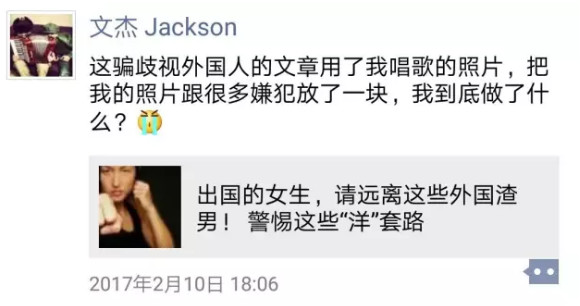 文杰 Jackson
这骗歧视外国人的文章用了我唱歌的照片，把
我的照片跟很多嫌犯放了一块，我到底做了什
么？😭
出国的女生，请远离这些外国渣
男！ 警惕这些“洋”套路
2017年2月10日 18:06